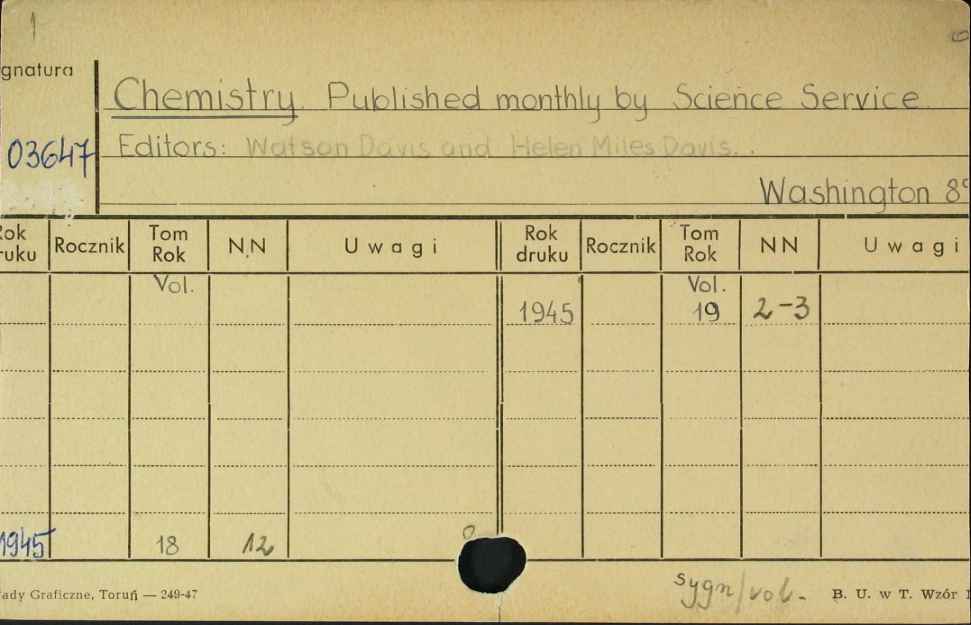 1
gnatura
Chemistry. Published monthly by Science Service
03647
Editors: Watson Davis and Helen Miles Davis.
Washington 8°
Rok druku Rocznik Tom Rok N.N Uwagi Rok druku Rocznik Tom Rok NN Uwagi
Vol. Vol.
1945 19 2-3
1945 18 12
ady Graficzne, Toruń — 249-47
sygn/vol.
B. U. w T. Wzór